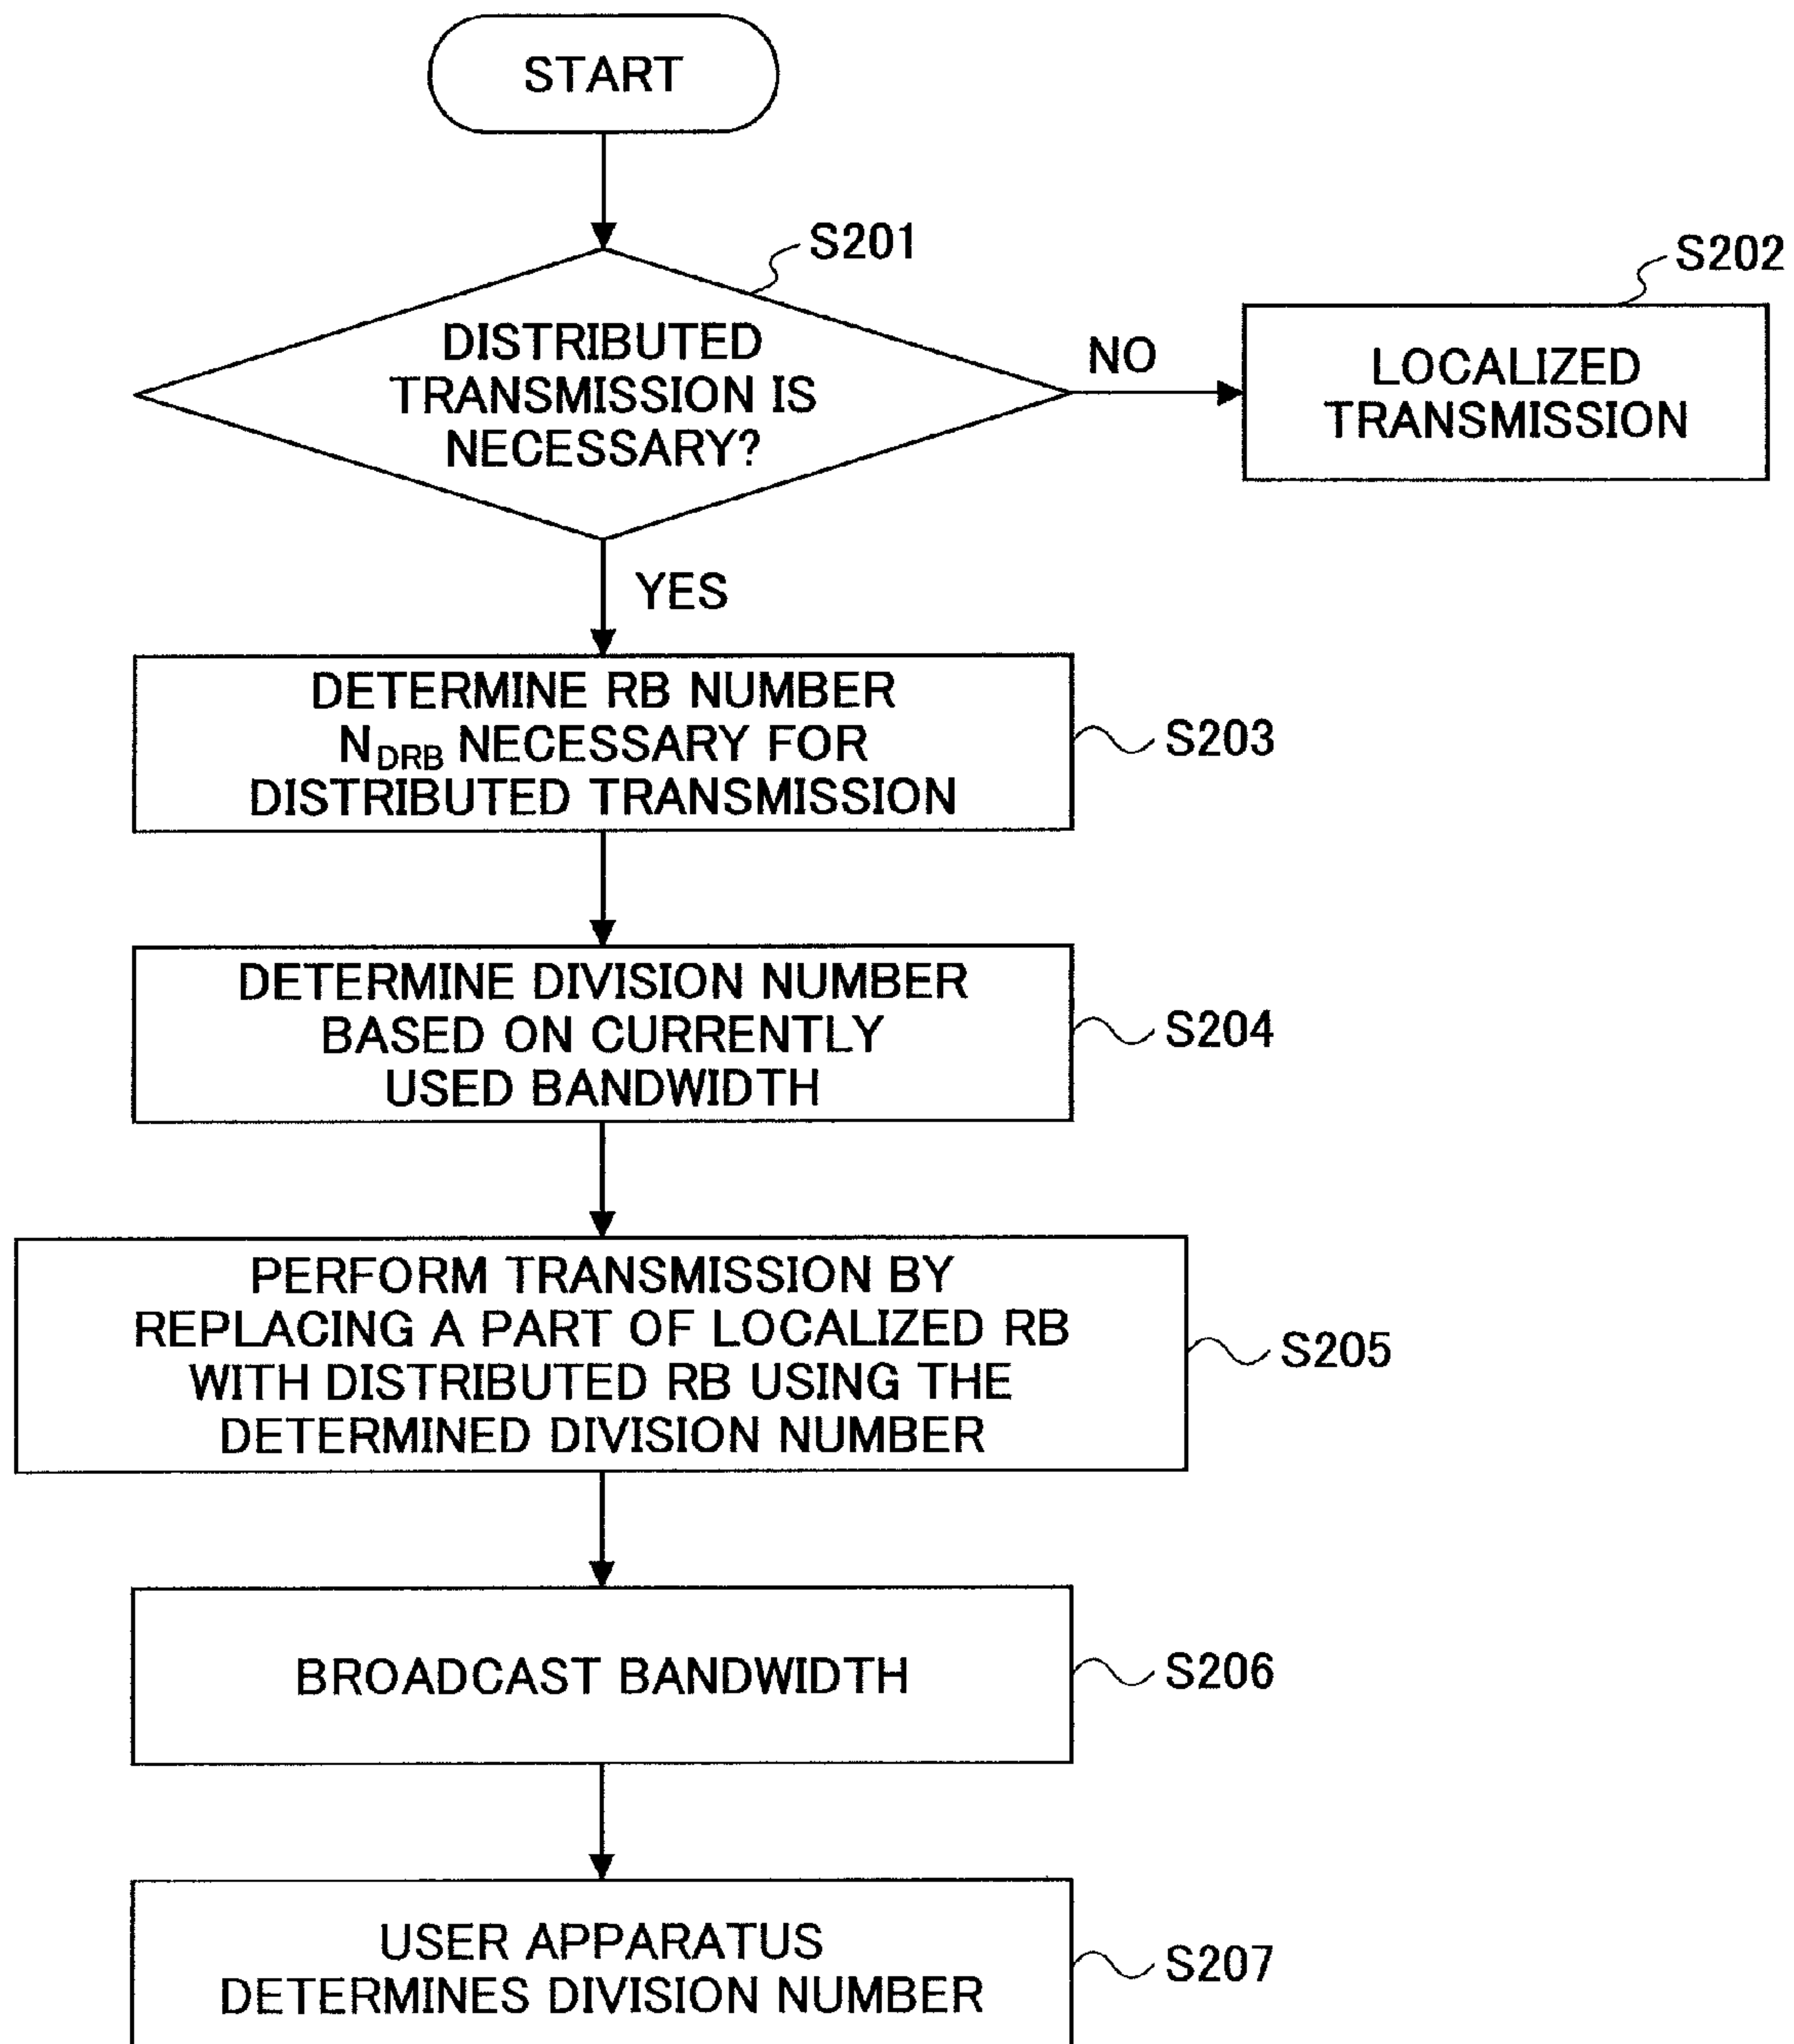 START
S201
DISTRIBUTED
TRANSMISSION IS
NECESSARY?
NO
S202
LOCALIZED
TRANSMISSION
YES
DETERMINE RB NUMBER
NDRB NECESSARY FOR
DISTRIBUTED TRANSMISSION
S203
DETERMINE DIVISION NUMBER
BASED ON CURRENTLY
USED BANDWIDTH
S204
PERFORM TRANSMISSION BY
REPLACING A PART OF LOCALIZED RB
WITH DISTRIBUTED RB USING THE
DETERMINED DIVISION NUMBER
S205
BROADCAST BANDWIDTH
S206
USER APPARATUS
DETERMINES DIVISION NUMBER
S207